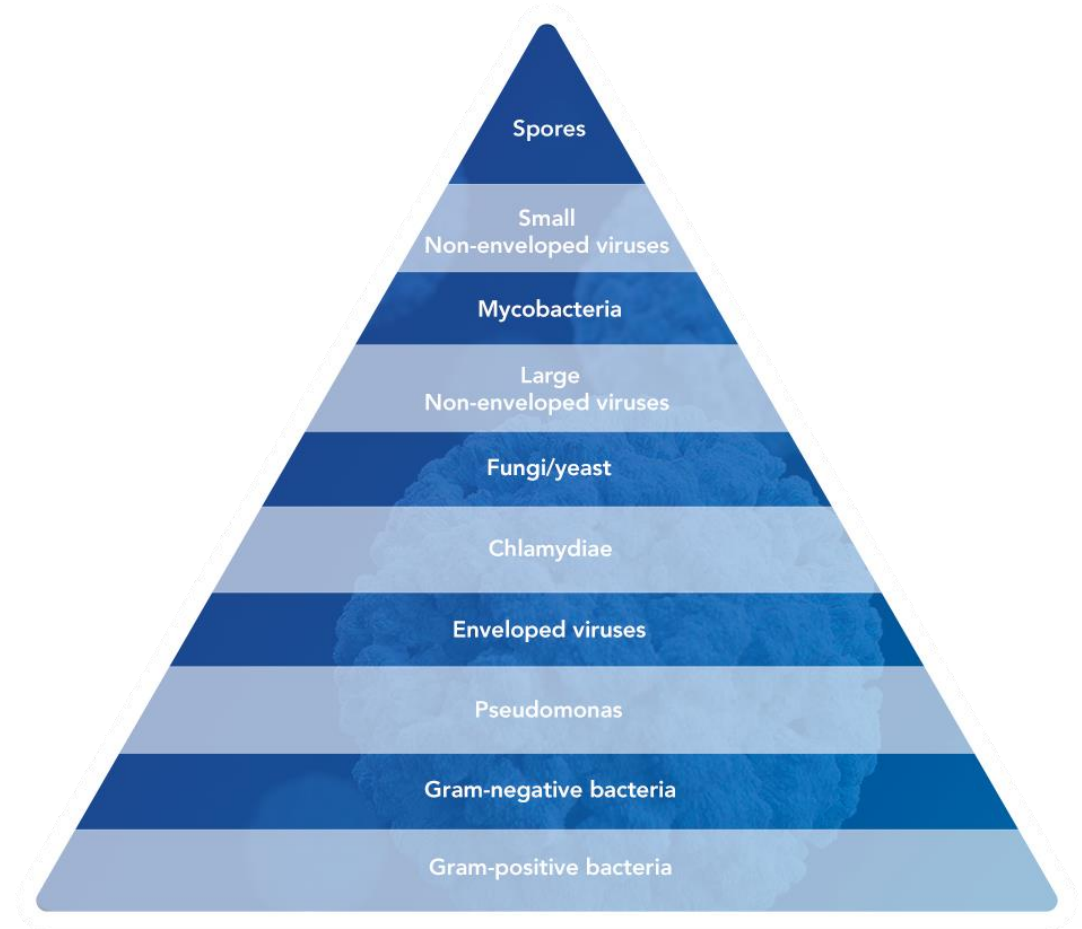 Spores
Small
Non-enveloped viruses
Mycobacteria
Large
Non-enveloped viruses
Fungi/yeast
Chlamydiae
Enveloped viruses
Pseudomonas
Gram-negative bacteria
Gram-positive bacteria